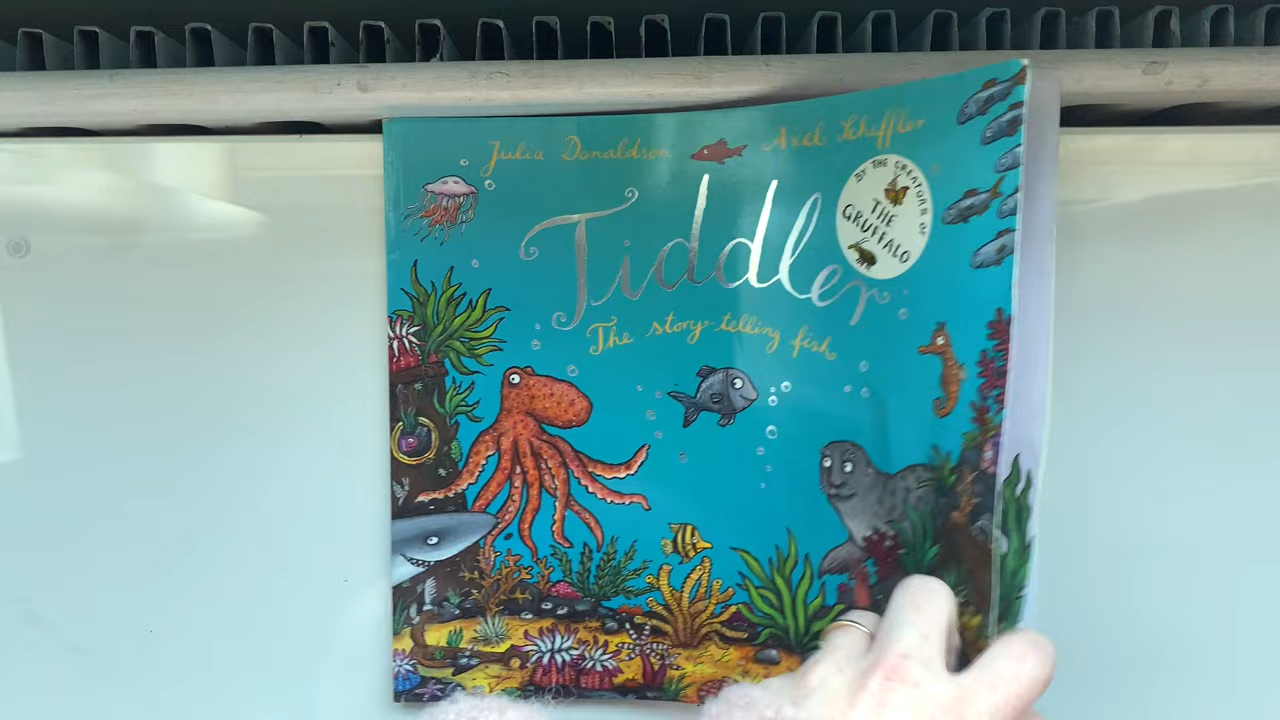 Julia Donaldson Axel Scheffler
Tiddler
BY THE CREATORS OF
THE
GRUFFALO
The story-telling fish